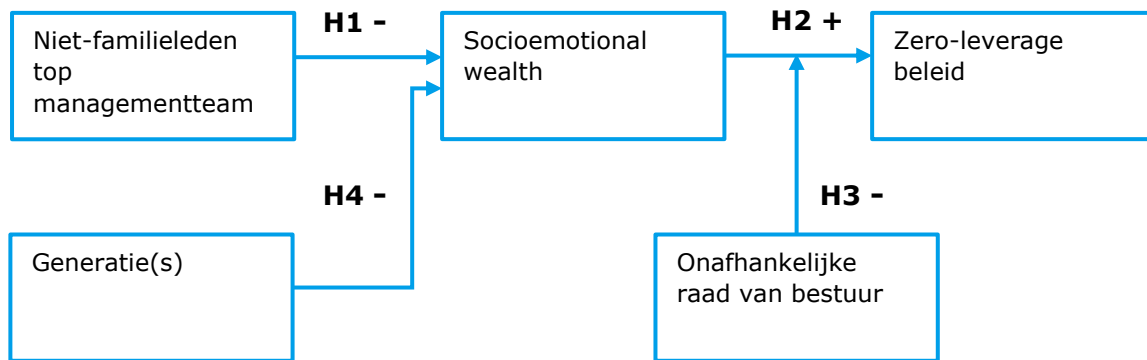 Niet-familieleden
top
managementteam
H1 –
Socioemotional
wealth
H2 +
Zero-leverage
beleid
H4 –
H3 –
Generatie(s)
Onafhankelijke
raad van bestuur